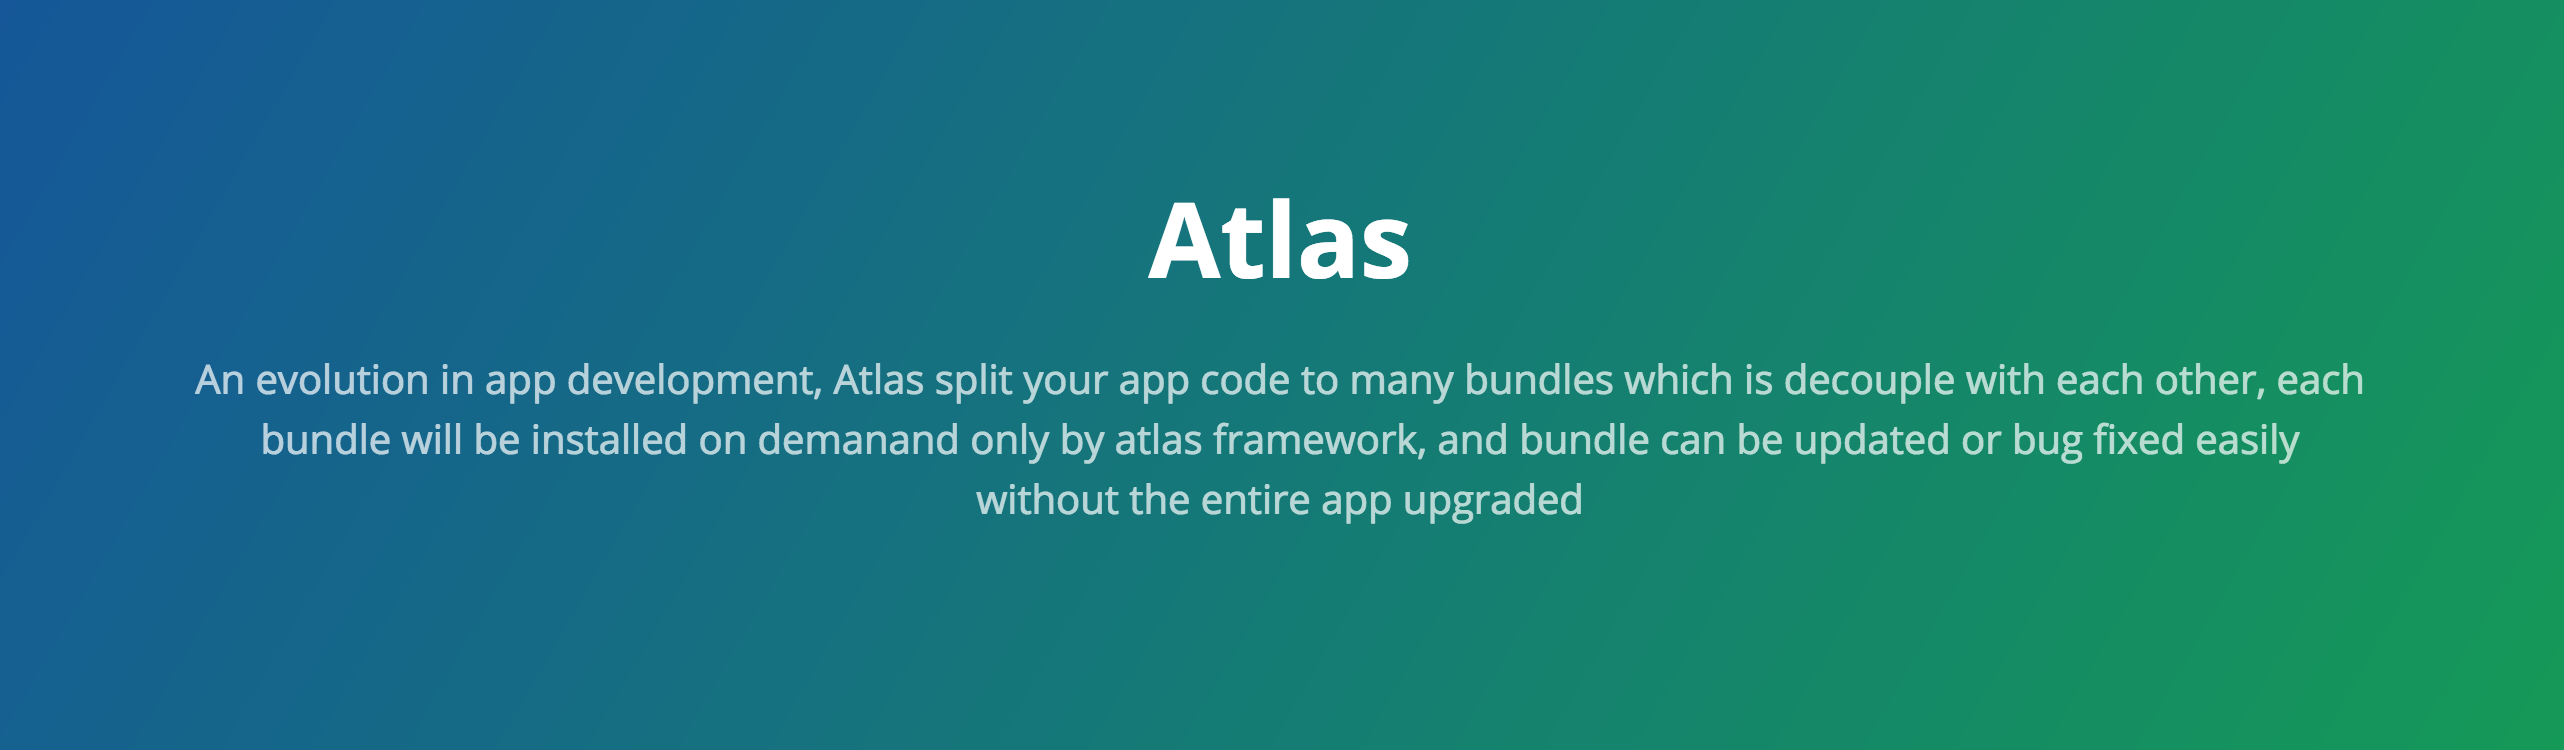 Atlas
An evolution in app development, Atlas split your app code to many bundles which is decouple with each other, each
bundle will be installed on demanand only by atlas framework, and bundle can be updated or bug fixed easily
without the entire app upgraded